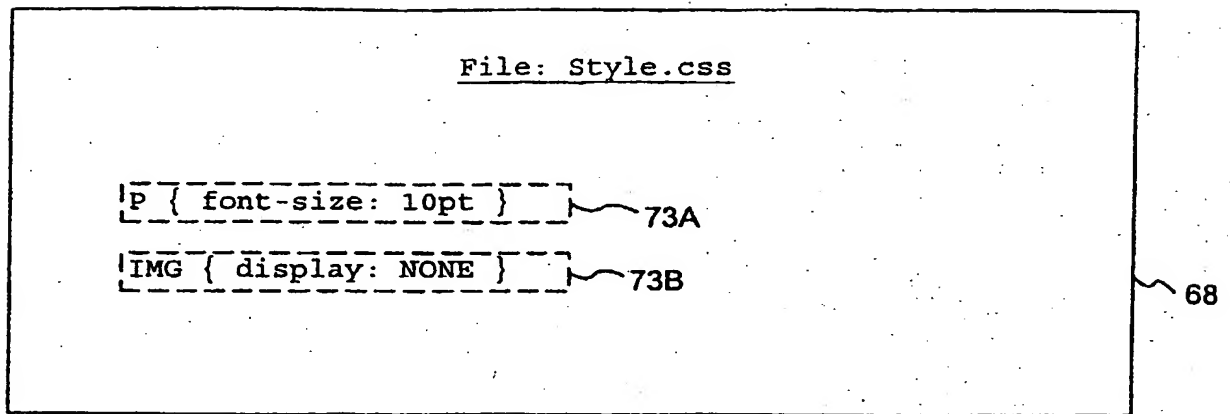 File: Style.css
P { font-size: 10pt } 73A
IMG { display: NONE } 73B
68